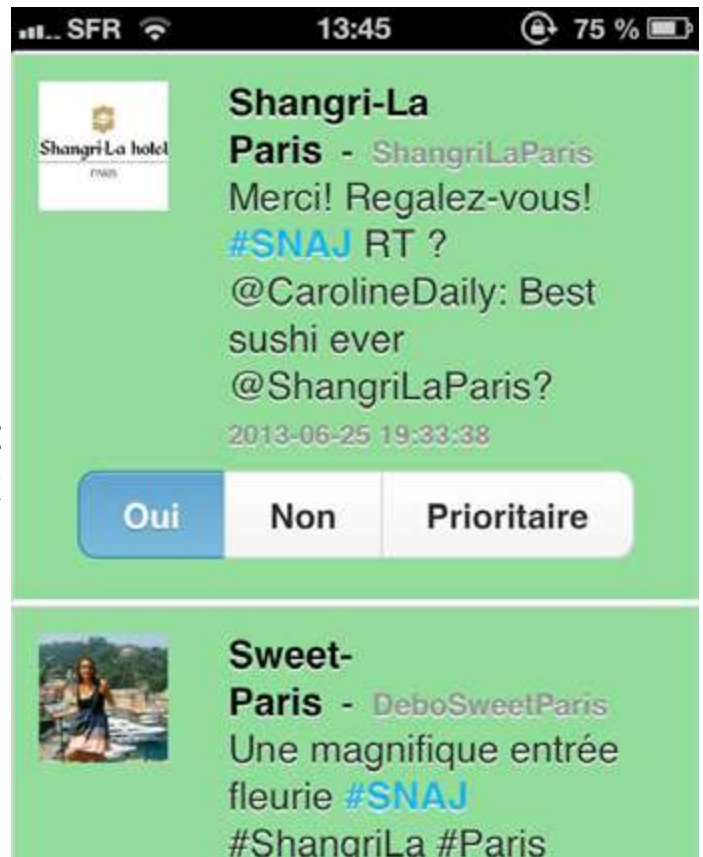 SFR 13:45 75 %
Shangri-La hotel
PARIS
Shangri-La
Paris - ShangriLaParis
Merci! Regalez-vous!
#SNAJ RT ?
@CarolineDaily: Best
sushi ever
@ShangriLaParis?
2013-06-25 19:33:38
Oui Non Prioritaire
Sweet-
Paris - DeboSweetParis
Une magnifique entrée
fleurie #SNAJ
#ShangriLa #Paris